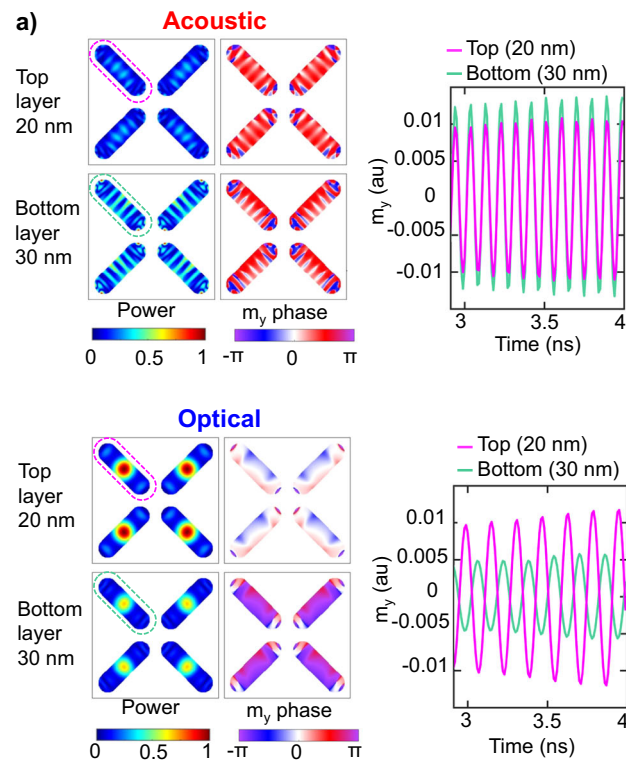 a)
Acoustic
Top
layer
20 nm
Bottom
layer
30 nm
Power
0 0.5 1
my phase
-π 0 π
Top (20 nm)
Bottom (30 nm)
0.01
0.005
0
-0.005
-0.01
my (au)
3 3.5 4
Time (ns)
Optical
Top
layer
20 nm
Bottom
layer
30 nm
Power
0 0.5 1
my phase
-π 0 π
Top (20 nm)
Bottom (30 nm)
0.01
0.005
0
-0.005
-0.01
my (au)
3 3.5 4
Time (ns)